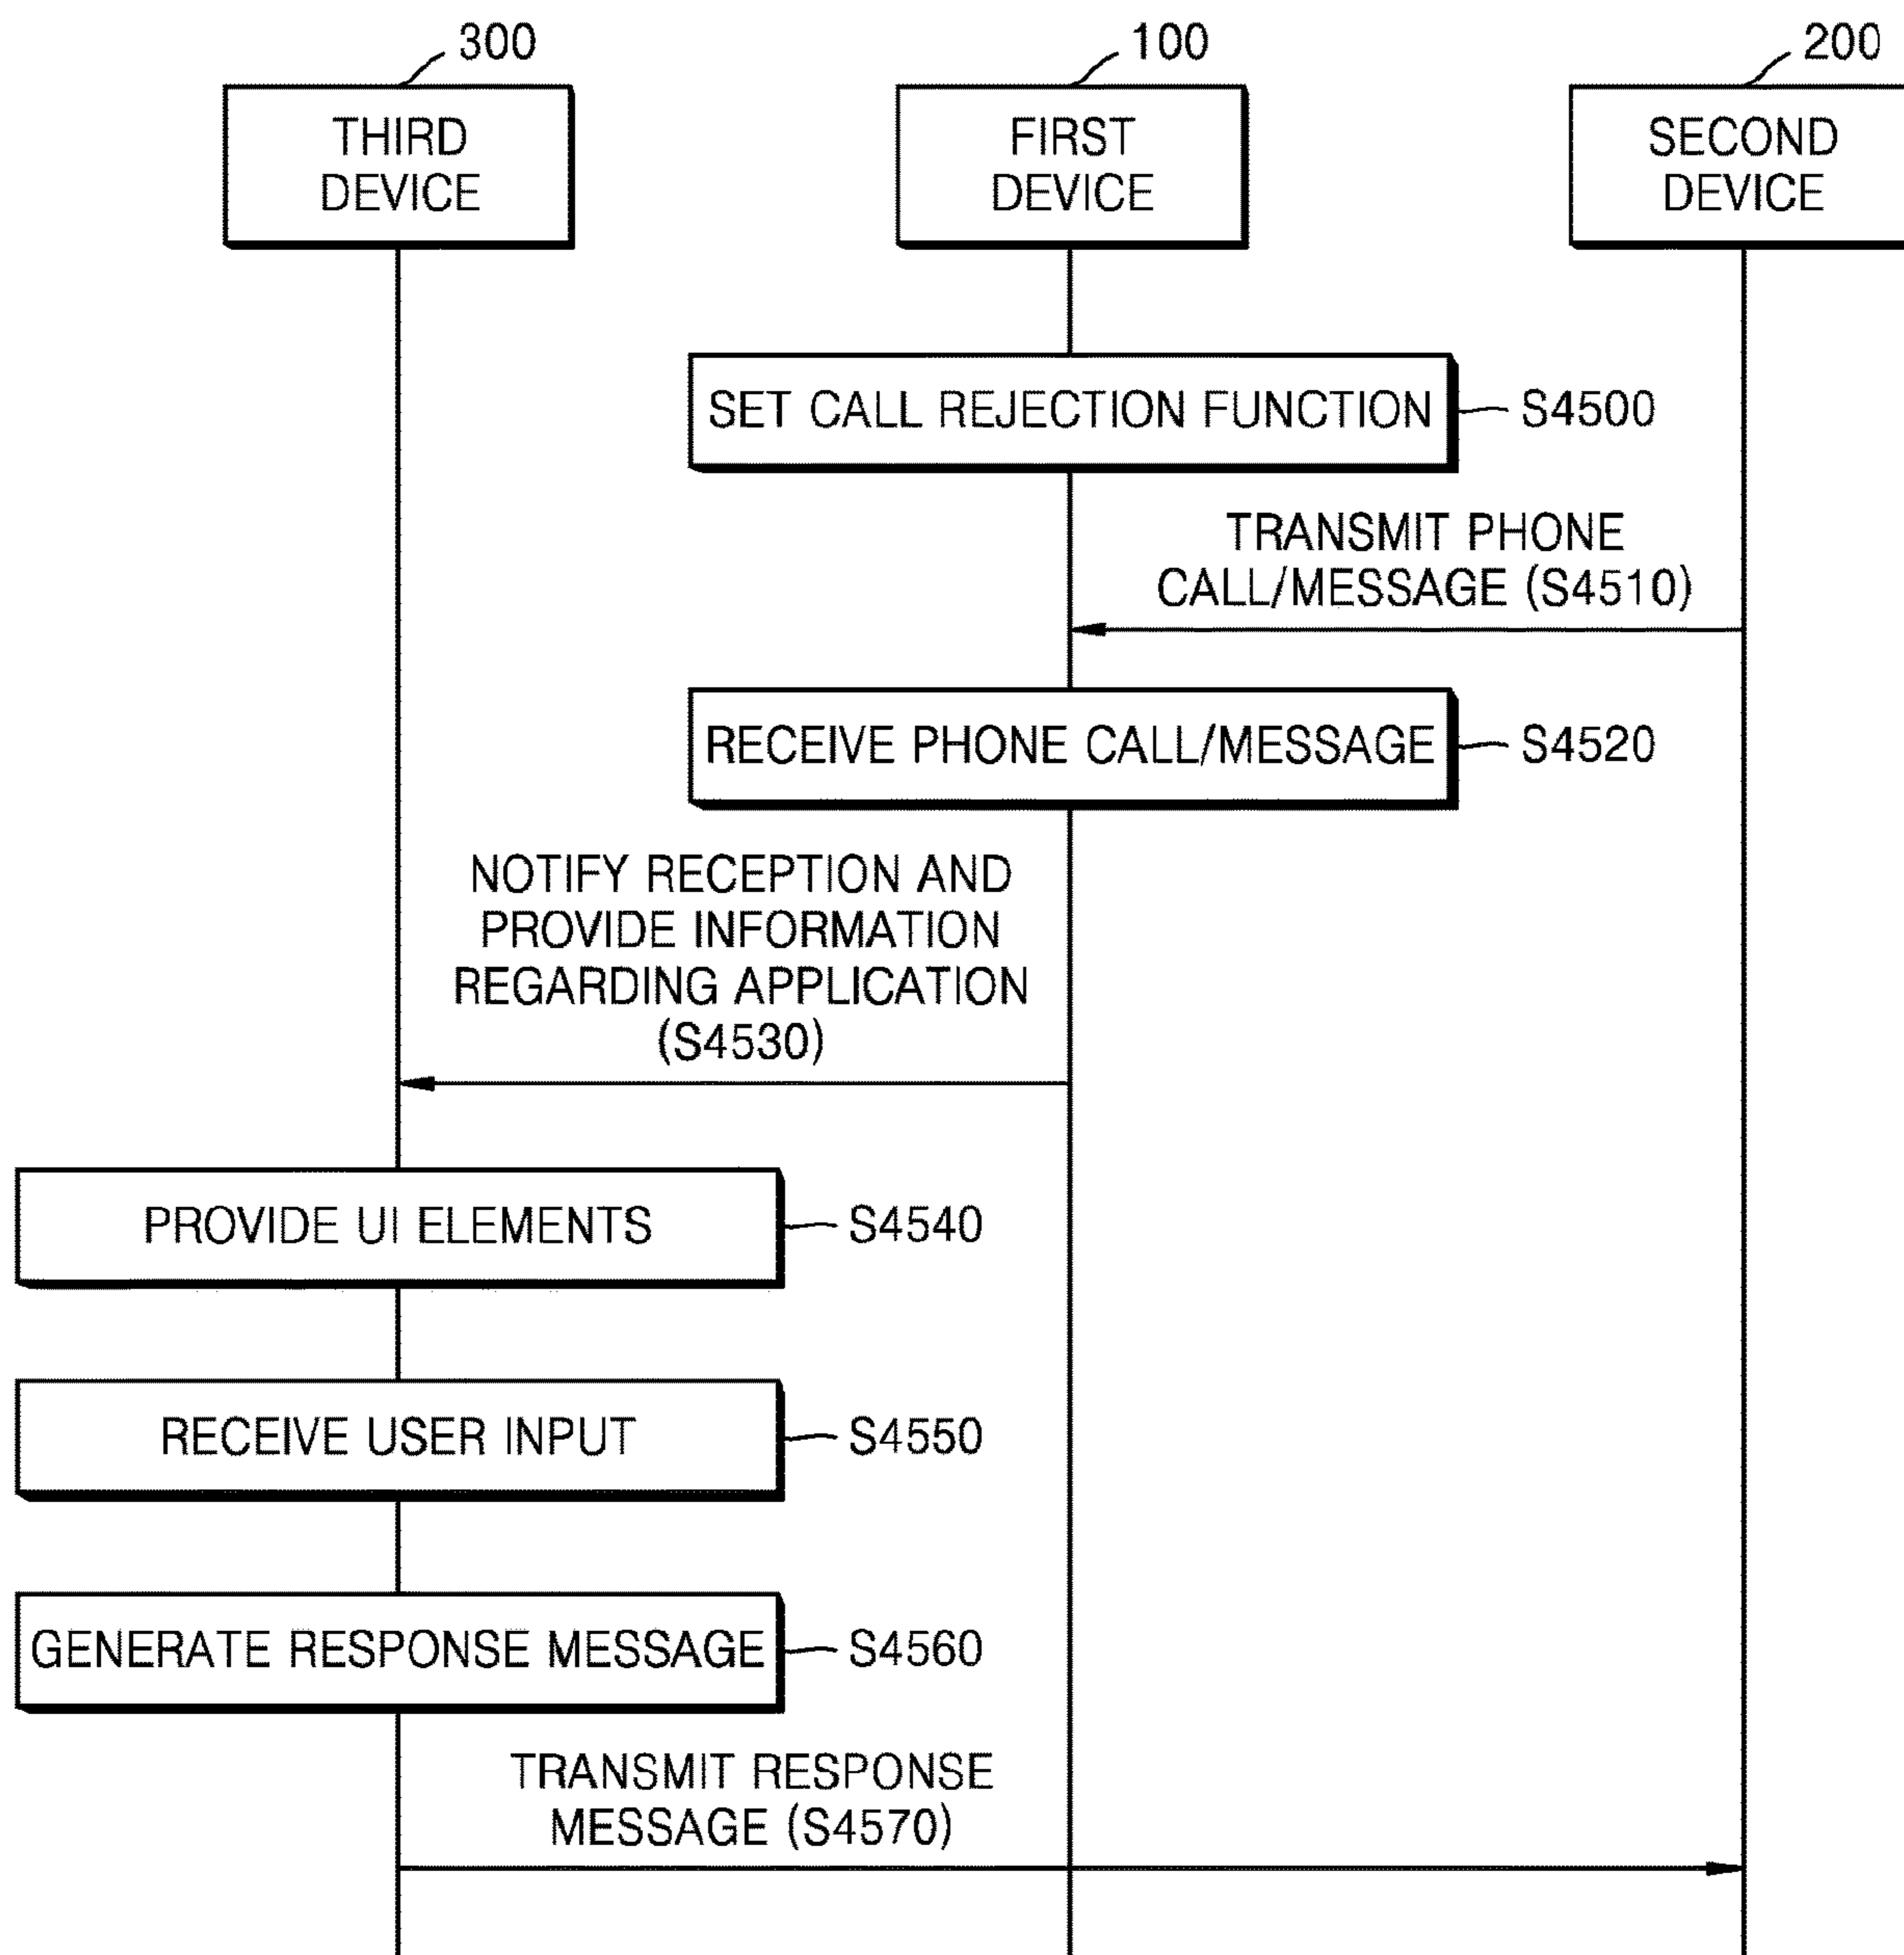 300
100
200
THIRD
DEVICE
FIRST
DEVICE
SECOND
DEVICE
SET CALL REJECTION FUNCTION
S4500
TRANSMIT PHONE
CALL/MESSAGE (S4510)
RECEIVE PHONE CALL/MESSAGE
S4520
NOTIFY RECEPTION AND
PROVIDE INFORMATION
REGARDING APPLICATION
(S4530)
PROVIDE UI ELEMENTS
S4540
RECEIVE USER INPUT
S4550
GENERATE RESPONSE MESSAGE
S4560
TRANSMIT RESPONSE
MESSAGE (S4570)